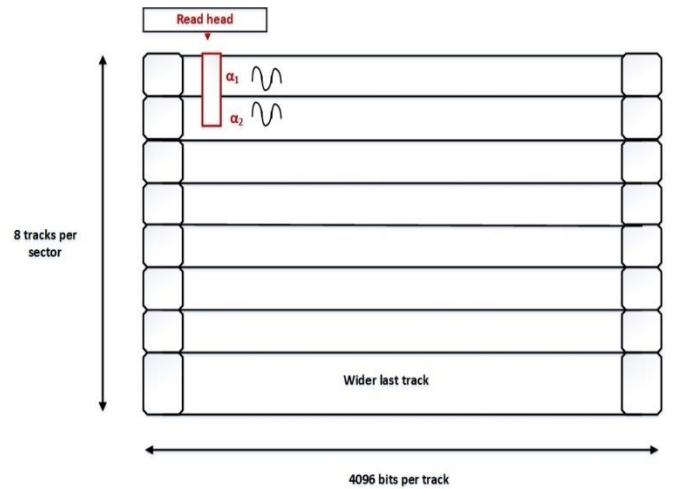 Read head
α₁
α₂
8 tracks per
sector
Wider last track
4096 bits per track